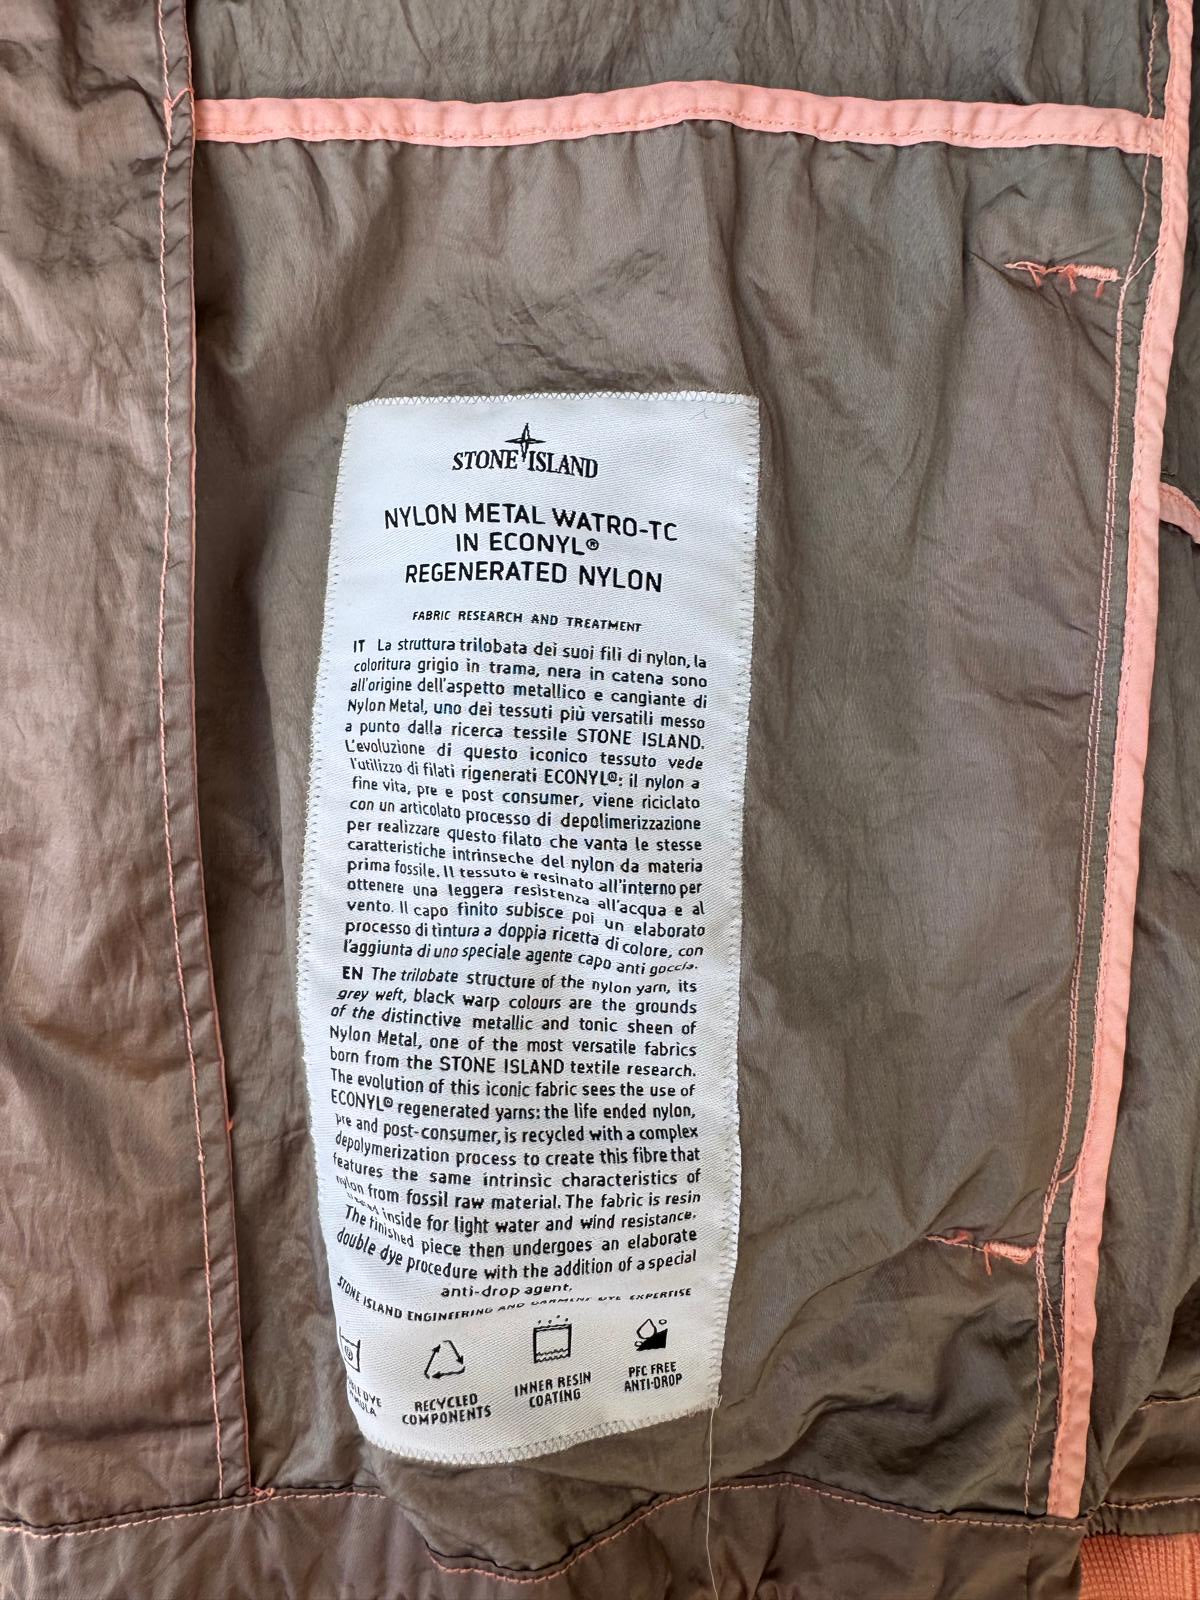 STONE ISLAND
NYLON METAL WATRO-TC
IN ECONYL®
REGENERATED NYLON
FABRIC RESEARCH AND TREATMENT
IT La struttura trilobata dei suoi fili di nylon, la
coloritura grigio in trama, nera in catena sono
all'origine dell'aspetto metallico e cangiante di
Nylon Metal, uno dei tessuti più versatili messo
a punto dalla ricerca tessile STONE ISLAND.
L'evoluzione di questo iconico tessuto vede
l'utilizzo di filati rigenerati ECONYL®: il nylon a
fine vita, pre e post consumer, viene riciclato
con un articolato processo di depolimerizzazione
per realizzare questo filato che vanta le stesse
caratteristiche intrinseche del nylon da materia
prima fossile. Il tessuto è resinato all'interno per
ottenere una leggera resistenza all'acqua e al
vento. Il capo finito subisce poi un elaborato
processo di tintura a doppia ricetta di colore, con
l'aggiunta di uno speciale agente capo anti goccia.
EN The trilobate structure of the nylon yarn, its
grey weft, black warp colours are the grounds
of the distinctive metallic and tonic sheen of
Nylon Metal, one of the most versatile fabrics
born from the STONE ISLAND textile research.
The evolution of this iconic fabric sees the use of
ECONYL® regenerated yarns: the life ended nylon,
pre and post-consumer, is recycled with a complex
depolymerization process to create this fibre that
features the same intrinsic characteristics of
nylon from fossil raw material. The fabric is resin
inside for light water and wind resistance.
The finished piece then undergoes an elaborate
double dye procedure with the addition of a special
anti-drop agent.
STONE ISLAND ENGINEERING AND GARMENT DYE EXPERTISE
DYE
RECYCLED
COMPONENTS
INNER RESIN
COATING
PFC FREE
ANTI-DROP